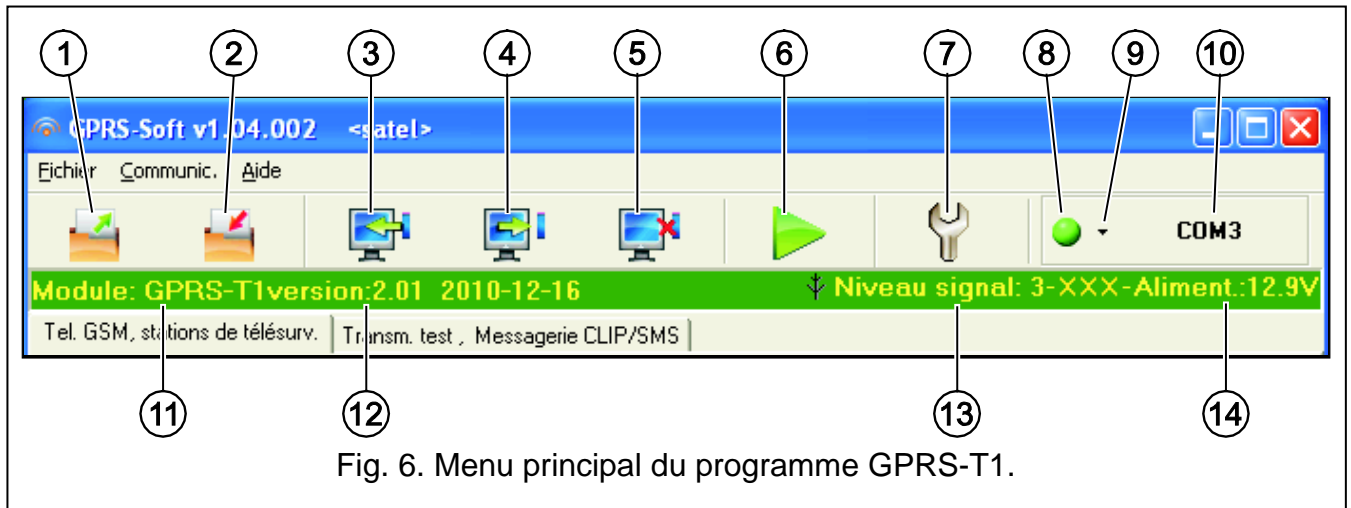 1 2 3 4 5 6 7 8 9 10
GPRS-Soft v1.04.002 <satel>
Fichier Communic. Aide
COM3
Module: GPRS-T1version:2.01 2010-12-16 Niveau signal: 3-XXX-Aliment.:12.9V
Tel. GSM, stations de télésurv. Transm. test , Messagerie CLIP/SMS
11 12 13 14
Fig. 6. Menu principal du programme GPRS-T1.